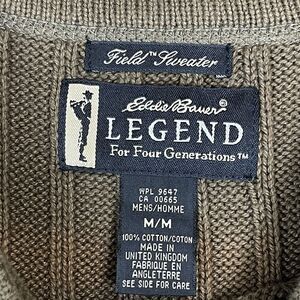 Field™ Sweater
Eddie Bauer®
LEGEND
For Four Generations™
WPL 9647
CA 00665
MENS/HOMME
M/M
100% COTTON/COTON
MADE IN
UNITED KINGDOM
FABRIQUE EN
ANGLETERRE
SEE SIDE FOR CARE